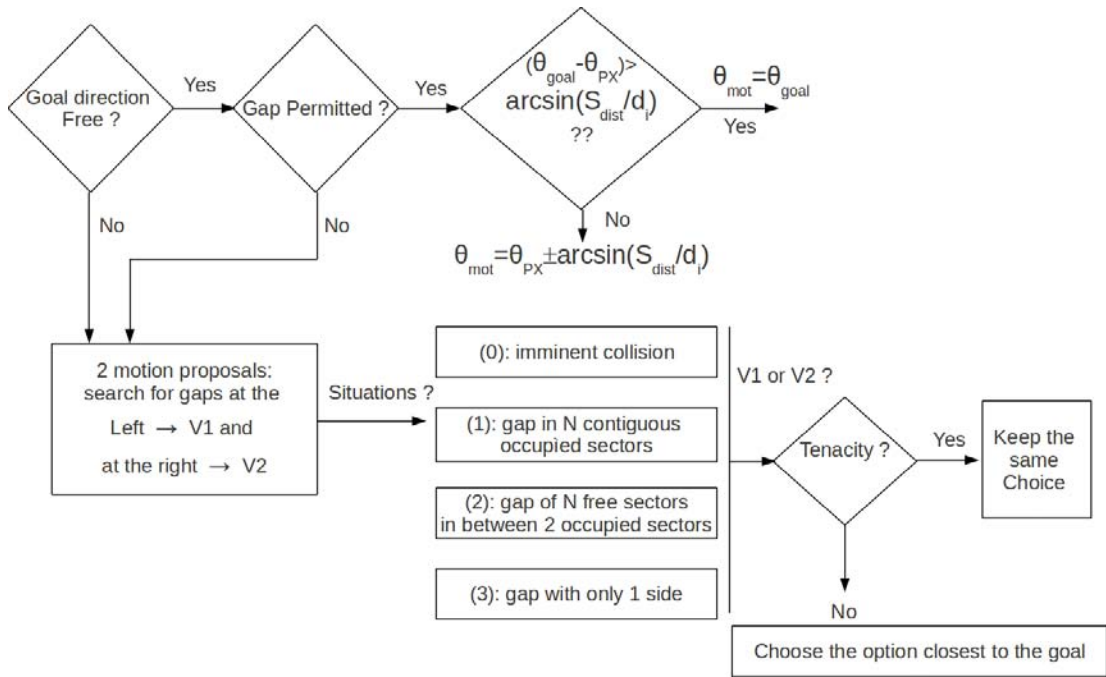 Goal direction
Free ?
Yes
Gap Permitted ?
Yes
(θgoal-θPX)>
arcsin(Sdist/di)
??
θmot=θgoal
Yes
No
No
No
θmot=θPX±arcsin(Sdist/di)
2 motion proposals:
search for gaps at the
Left → V1 and
at the right → V2
Situations ?
(0): imminent collision
(1): gap in N contiguous
occupied sectors
(2): gap of N free sectors
in between 2 occupied sectors
(3): gap with only 1 side
V1 or V2 ?
Tenacity ?
Yes
Keep the
same
Choice
No
Choose the option closest to the goal